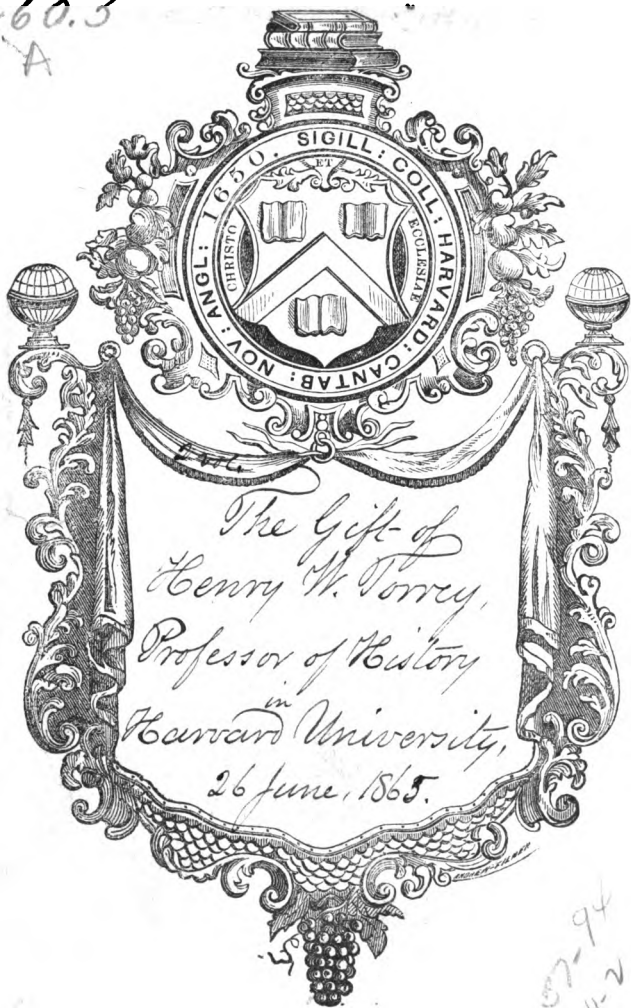 60.5
A
SIGILL: COLL: HARVARD: CANTAB: NOV: ANGL: 1650.
CHRISTO ET ECCLESIAE
The Gift of
Henry W. Torrey,
Professor of History
in
Harvard University,
26 June, 1865.